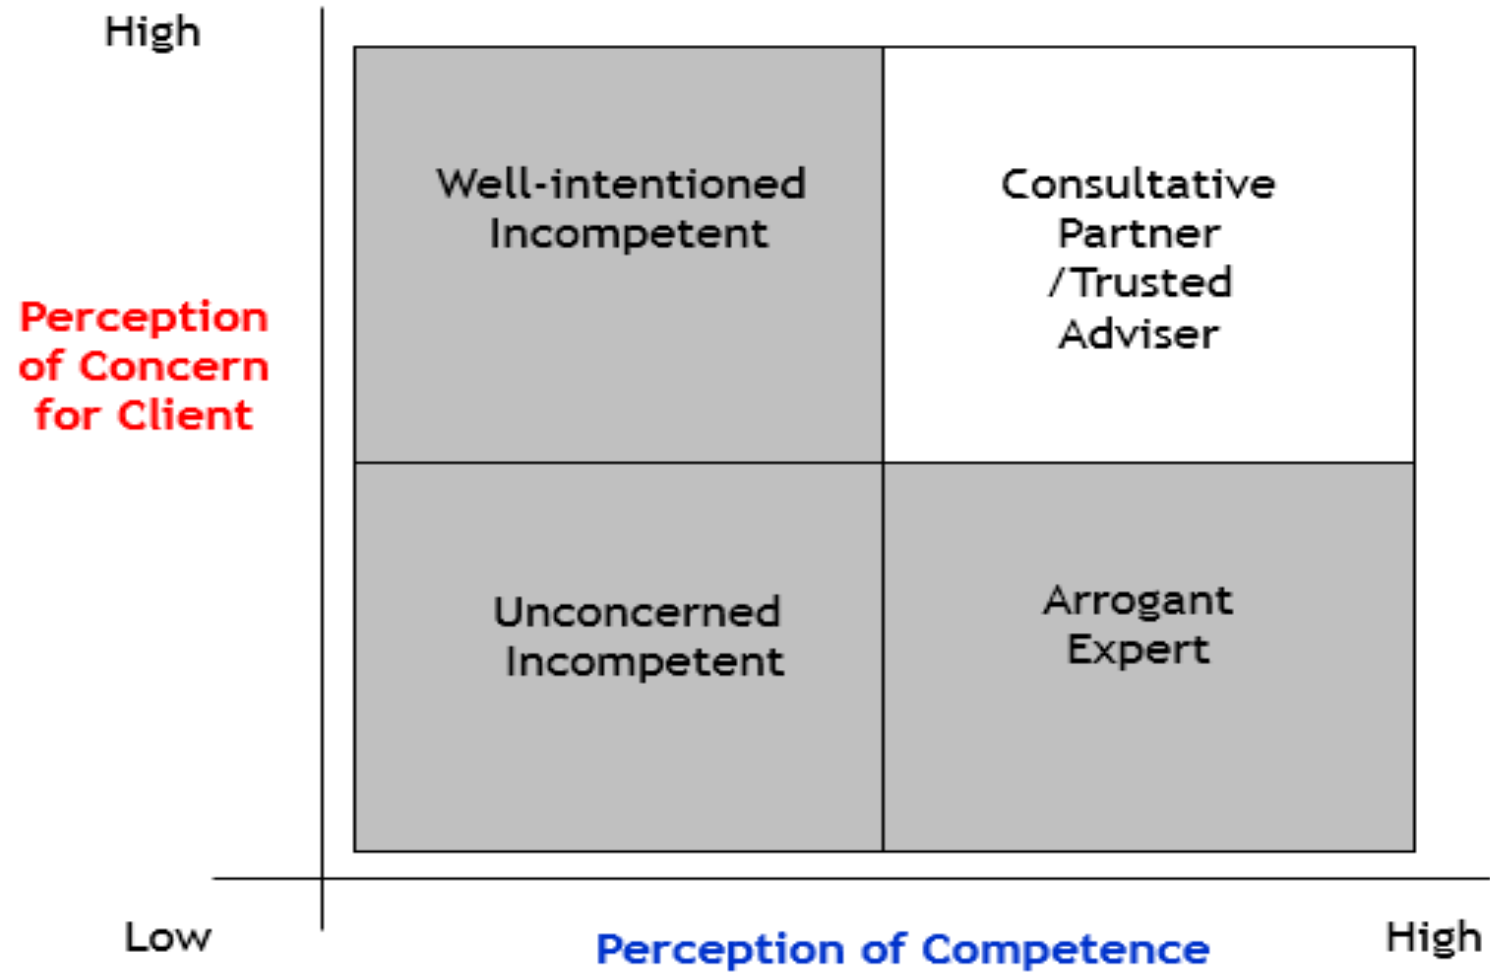 High
Well-intentioned
Incompetent
Consultative
Partner
/Trusted
Adviser
Perception
of Concern
for Client
Unconcerned
Incompetent
Arrogant
Expert
Low
Perception of Competence
High